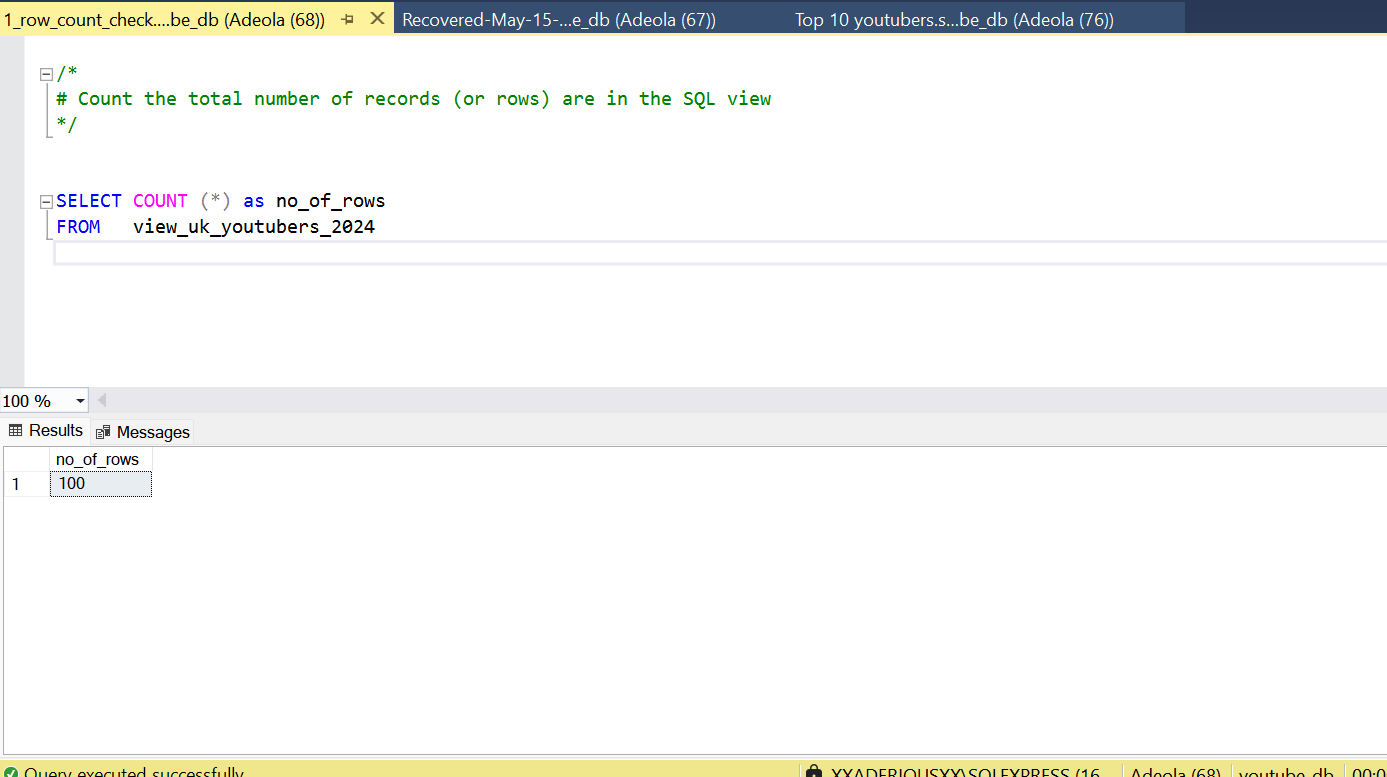 1_row_count_check....be_db (Adeola (68))
Recovered-May-15-...e_db (Adeola (67))
Top 10 youtubers.s...be_db (Adeola (76))
/*
# Count the total number of records (or rows) are in the SQL view
*/
SELECT COUNT (*) as no_of_rows
FROM view_uk_youtubers_2024
100 %
Results
Messages
no_of_rows
1 100
Query executed successfully
XXADERIOUSXX\SQLEXPRESS (16 Adeola (68) youtube_db 00:0